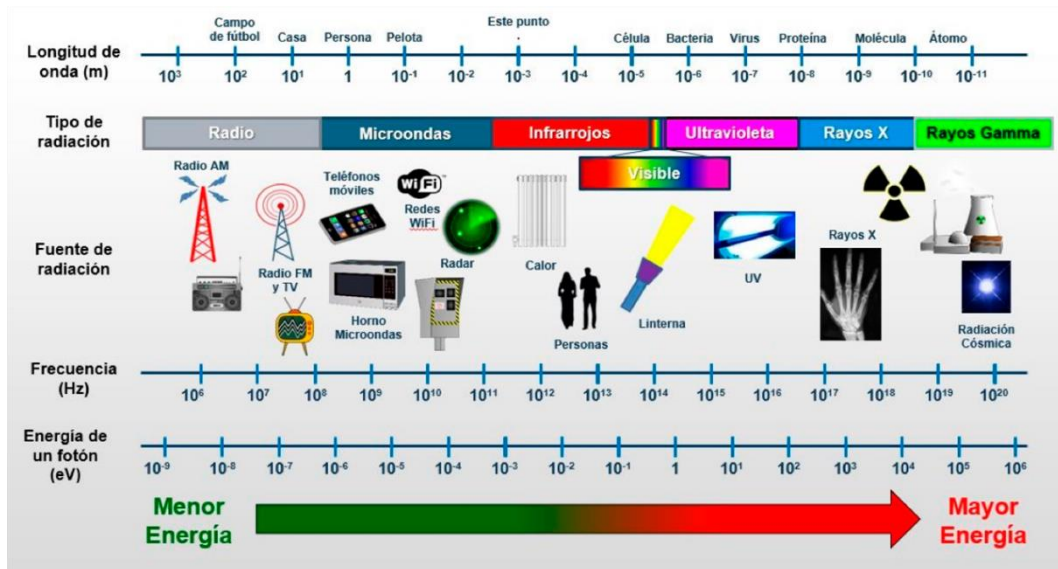 Campo de fútbol Casa Persona Pelota Este punto Célula Bacteria Virus Proteína Molécula Átomo
Longitud de onda (m)
10³ 10² 10¹ 1 10⁻¹ 10⁻² 10⁻³ 10⁻⁴ 10⁻⁵ 10⁻⁶ 10⁻⁷ 10⁻⁸ 10⁻⁹ 10⁻¹⁰ 10⁻¹¹
Tipo de radiación
Radio Microondas Infrarrojos Ultravioleta Rayos X Rayos Gamma
Visible
Fuente de radiación
Radio AM
Radio FM y TV
Teléfonos móviles
WiFi
Redes WiFi
Radar
Horno Microondas
Calor
Personas
Linterna
UV
Rayos X
Radiación Cósmica
Frecuencia (Hz)
10⁶ 10⁷ 10⁸ 10⁹ 10¹⁰ 10¹¹ 10¹² 10¹³ 10¹⁴ 10¹⁵ 10¹⁶ 10¹⁷ 10¹⁸ 10¹⁹ 10²⁰
Energía de un fotón (eV)
10⁻⁹ 10⁻⁸ 10⁻⁷ 10⁻⁶ 10⁻⁵ 10⁻⁴ 10⁻³ 10⁻² 10⁻¹ 1 10¹ 10² 10³ 10⁴ 10⁵ 10⁶
Menor Energía
Mayor Energía